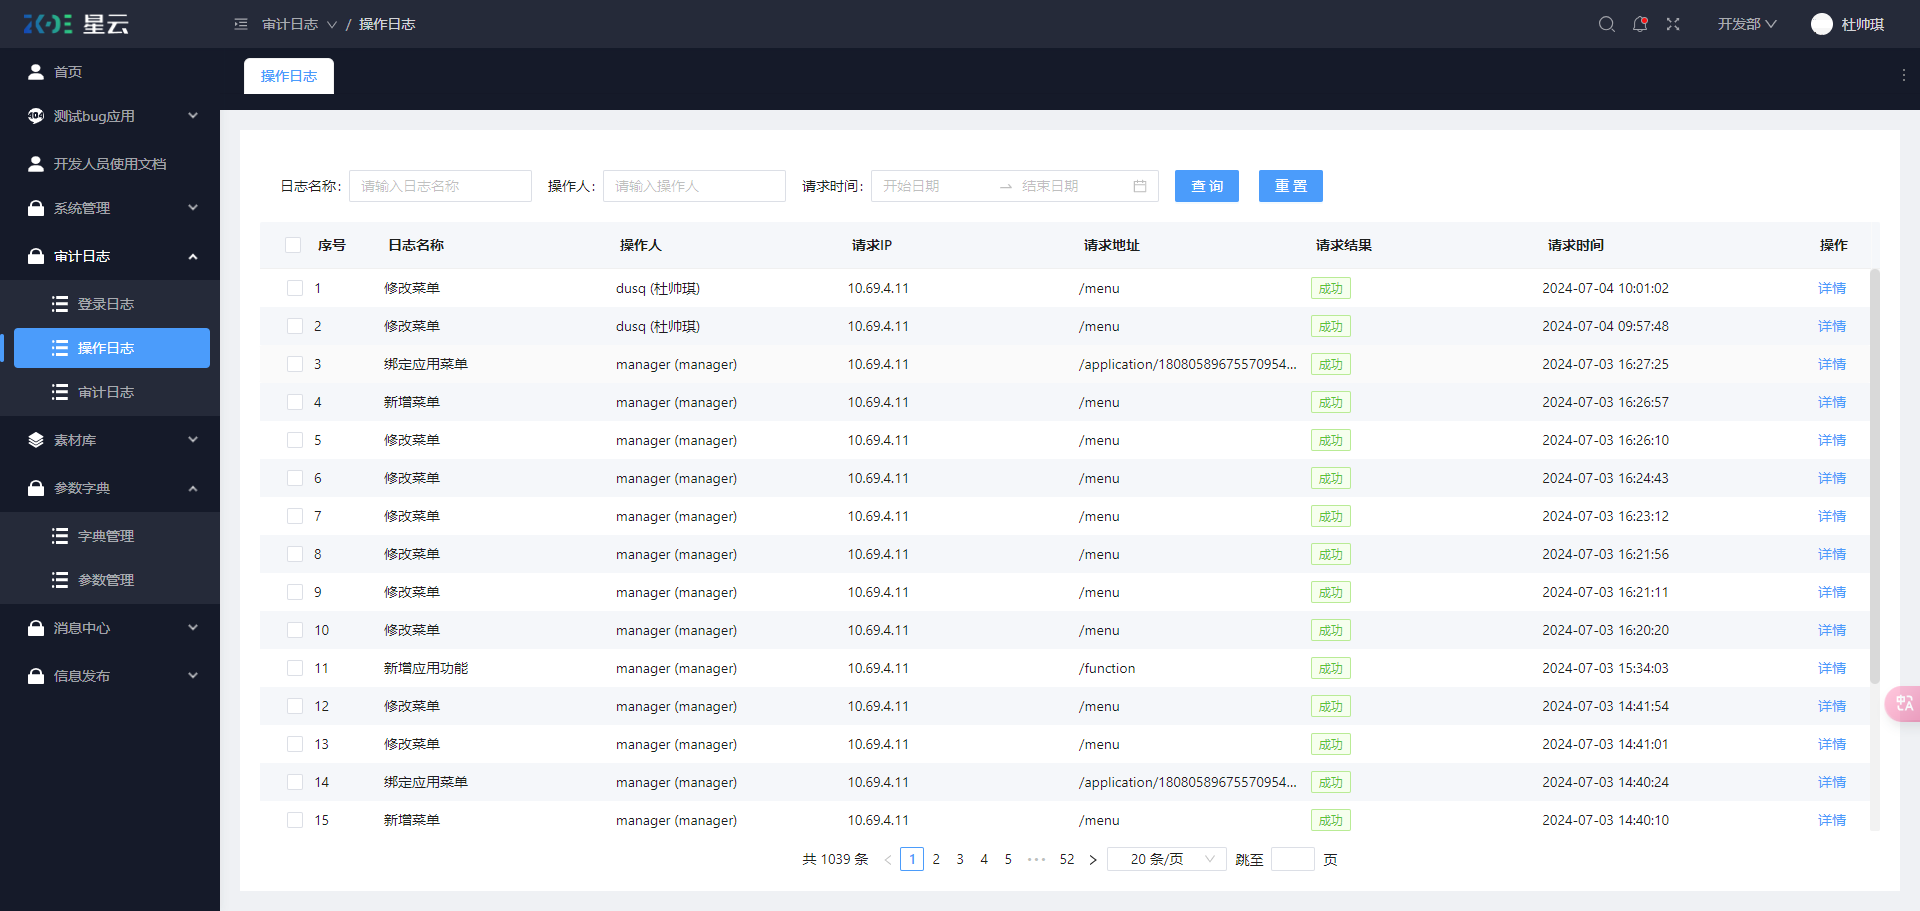 星云 审计日志 / 操作日志 开发部 杜帅琪
首页
操作日志
测试bug应用
开发人员使用文档
系统管理
审计日志
登录日志
操作日志
审计日志
素材库
参数字典
字典管理
参数管理
消息中心
信息发布
日志名称: 请输入日志名称 操作人: 请输入操作人 请求时间: 开始日期 → 结束日期 查 询 重 置
序号 日志名称 操作人 请求IP 请求地址 请求结果 请求时间 操作
1 修改菜单 dusq (杜帅琪) 10.69.4.11 /menu 成功 2024-07-04 10:01:02 详情
2 修改菜单 dusq (杜帅琪) 10.69.4.11 /menu 成功 2024-07-04 09:57:48 详情
3 绑定应用菜单 manager (manager) 10.69.4.11 /application/18080589675570954... 成功 2024-07-03 16:27:25 详情
4 新增菜单 manager (manager) 10.69.4.11 /menu 成功 2024-07-03 16:26:57 详情
5 修改菜单 manager (manager) 10.69.4.11 /menu 成功 2024-07-03 16:26:10 详情
6 修改菜单 manager (manager) 10.69.4.11 /menu 成功 2024-07-03 16:24:43 详情
7 修改菜单 manager (manager) 10.69.4.11 /menu 成功 2024-07-03 16:23:12 详情
8 修改菜单 manager (manager) 10.69.4.11 /menu 成功 2024-07-03 16:21:56 详情
9 修改菜单 manager (manager) 10.69.4.11 /menu 成功 2024-07-03 16:21:11 详情
10 修改菜单 manager (manager) 10.69.4.11 /menu 成功 2024-07-03 16:20:20 详情
11 新增应用功能 manager (manager) 10.69.4.11 /function 成功 2024-07-03 15:34:03 详情
12 修改菜单 manager (manager) 10.69.4.11 /menu 成功 2024-07-03 14:41:54 详情
13 修改菜单 manager (manager) 10.69.4.11 /menu 成功 2024-07-03 14:41:01 详情
14 绑定应用菜单 manager (manager) 10.69.4.11 /application/18080589675570954... 成功 2024-07-03 14:40:24 详情
15 新增菜单 manager (manager) 10.69.4.11 /menu 成功 2024-07-03 14:40:10 详情
共 1039 条 < 1 2 3 4 5 ••• 52 > 20 条/页 跳至 页